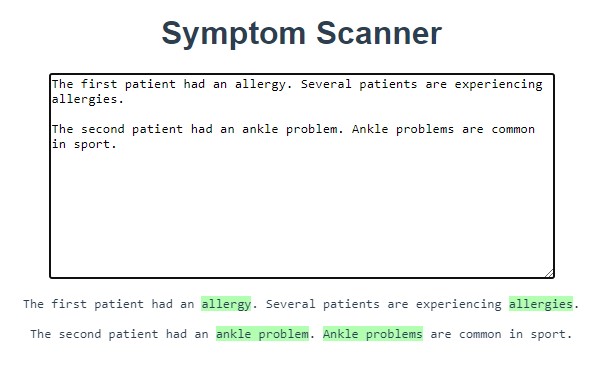 Symptom Scanner
The first patient had an allergy. Several patients are experiencing
allergies.
The second patient had an ankle problem. Ankle problems are common
in sport.
The first patient had an allergy. Several patients are experiencing allergies.
The second patient had an ankle problem. Ankle problems are common in sport.